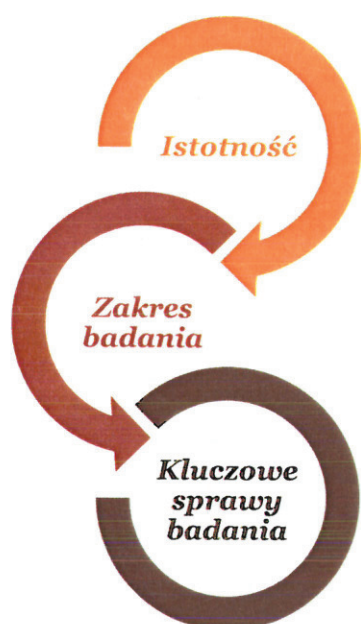 Istotność
Zakres
badania
Kluczowe
sprawy
badania